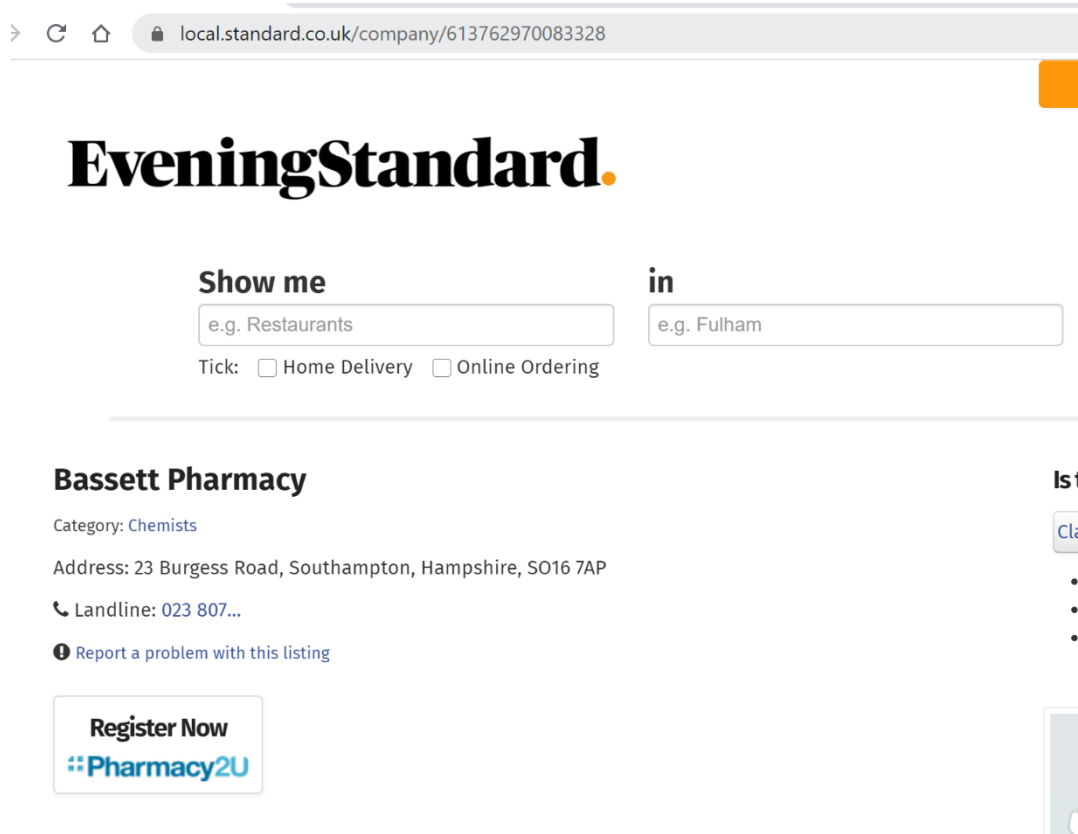 local.standard.co.uk/company/613762970083328
EveningStandard.
Show me
in
e.g. Restaurants
e.g. Fulham
Tick: Home Delivery Online Ordering
Bassett Pharmacy
Category: Chemists
Address: 23 Burgess Road, Southampton, Hampshire, SO16 7AP
Landline: 023 807...
Report a problem with this listing
Register Now
Pharmacy2U
Is